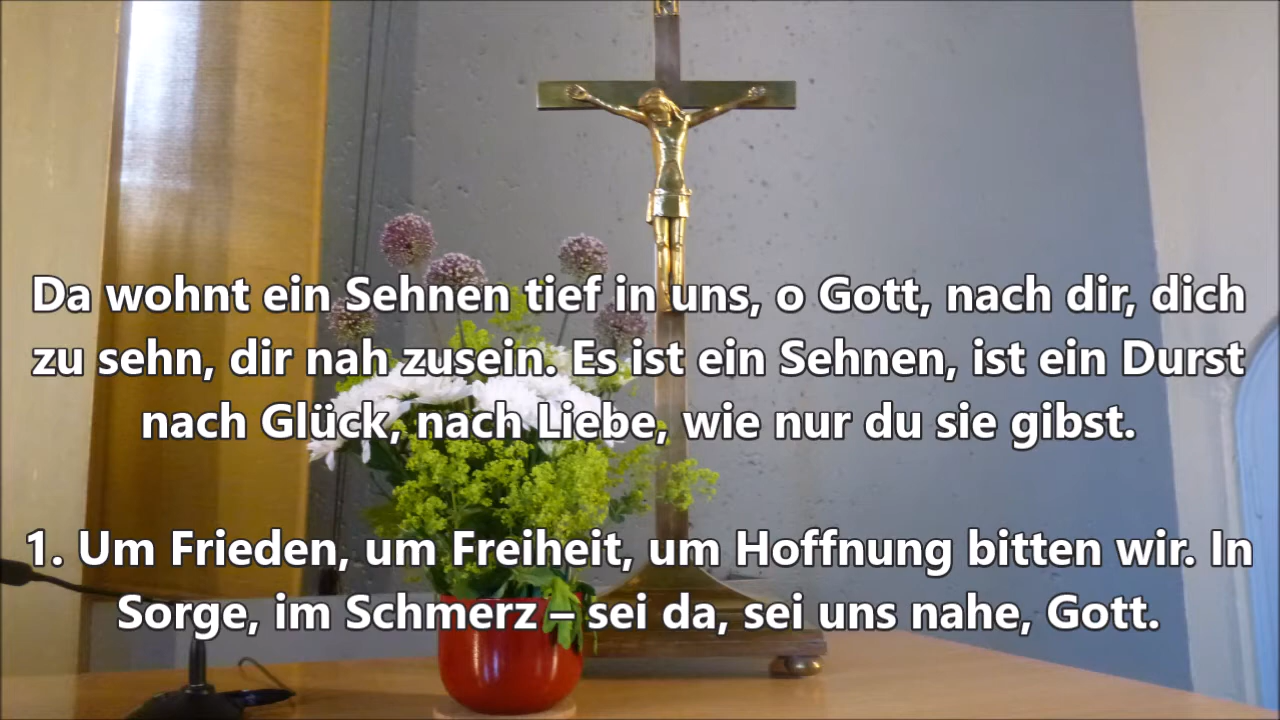 Da wohnt ein Sehnen tief in uns, o Gott, nach dir, dich
zu sehn, dir nah zusein. Es ist ein Sehnen, ist ein Durst
nach Glück, nach Liebe, wie nur du sie gibst.
1. Um Frieden, um Freiheit, um Hoffnung bitten wir. In
Sorge, im Schmerz – sei da, sei uns nahe, Gott.